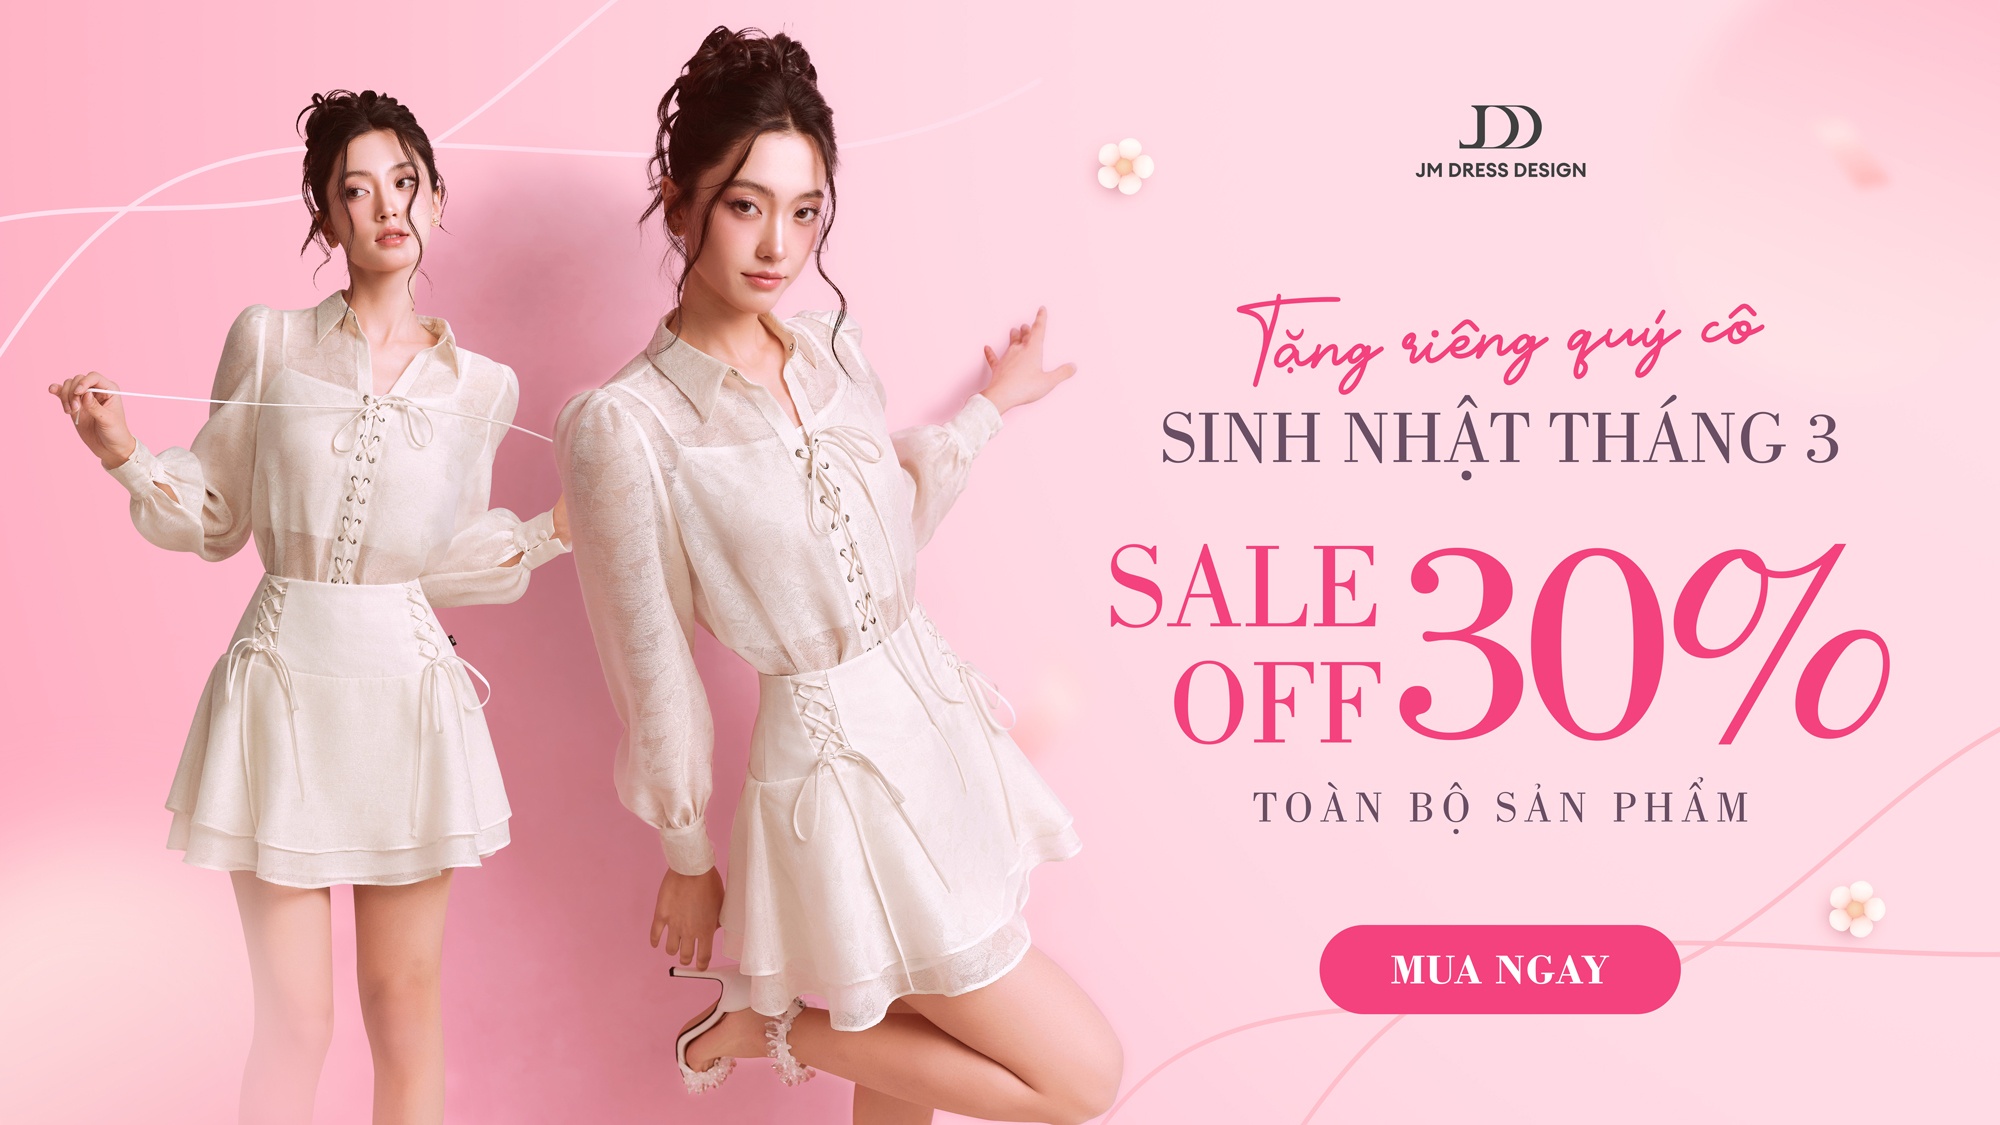 JDD
JM DRESS DESIGN
Tặng riêng quý cô
SINH NHẬT THÁNG 3
SALE OFF 30%
TOÀN BỘ SẢN PHẨM
MUA NGAY